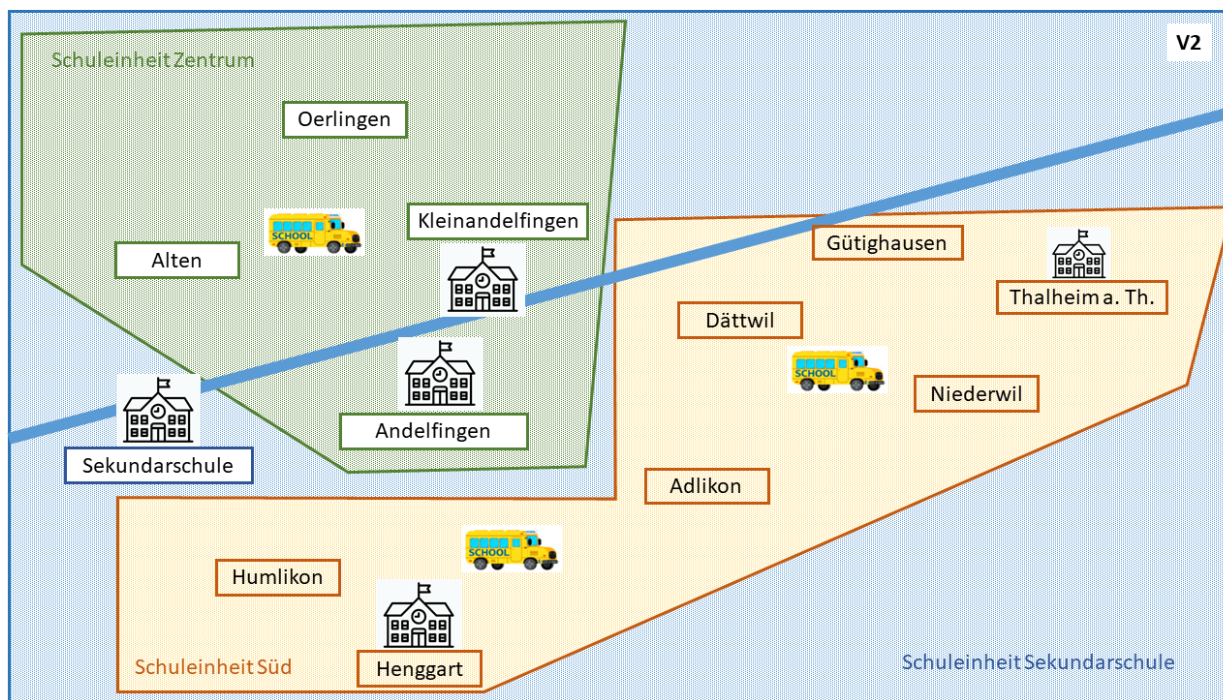 Schuleinheit Zentrum
V2
Oerlingen
Kleinandelfingen
SCHOOL
Alten
Gütighausen
Thalheim a. Th.
Dättwil
SCHOOL
Niederwil
Andelfingen
Sekundarschule
Adlikon
SCHOOL
Humlikon
Schuleinheit Süd
Henggart
Schuleinheit Sekundarschule